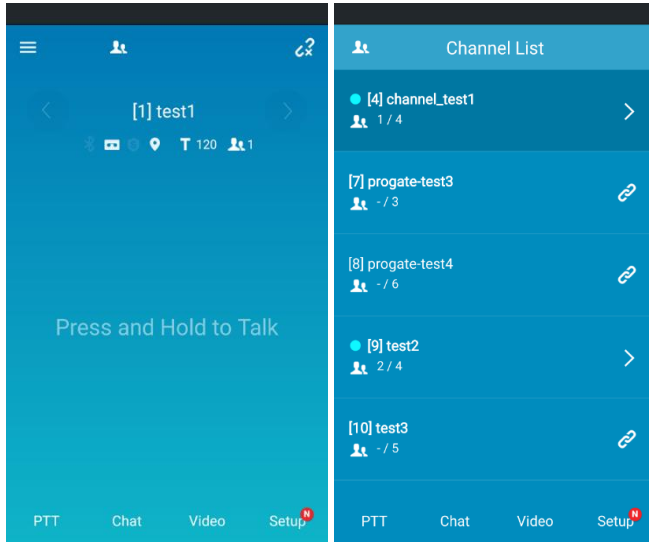 [1] test1
T 120 1
Press and Hold to Talk
PTT Chat Video Setup N
Channel List
[4] channel_test1
1 / 4
[7] progate-test3
- / 3
[8] progate-test4
- / 6
[9] test2
2 / 4
[10] test3
- / 5
PTT Chat Video Setup N